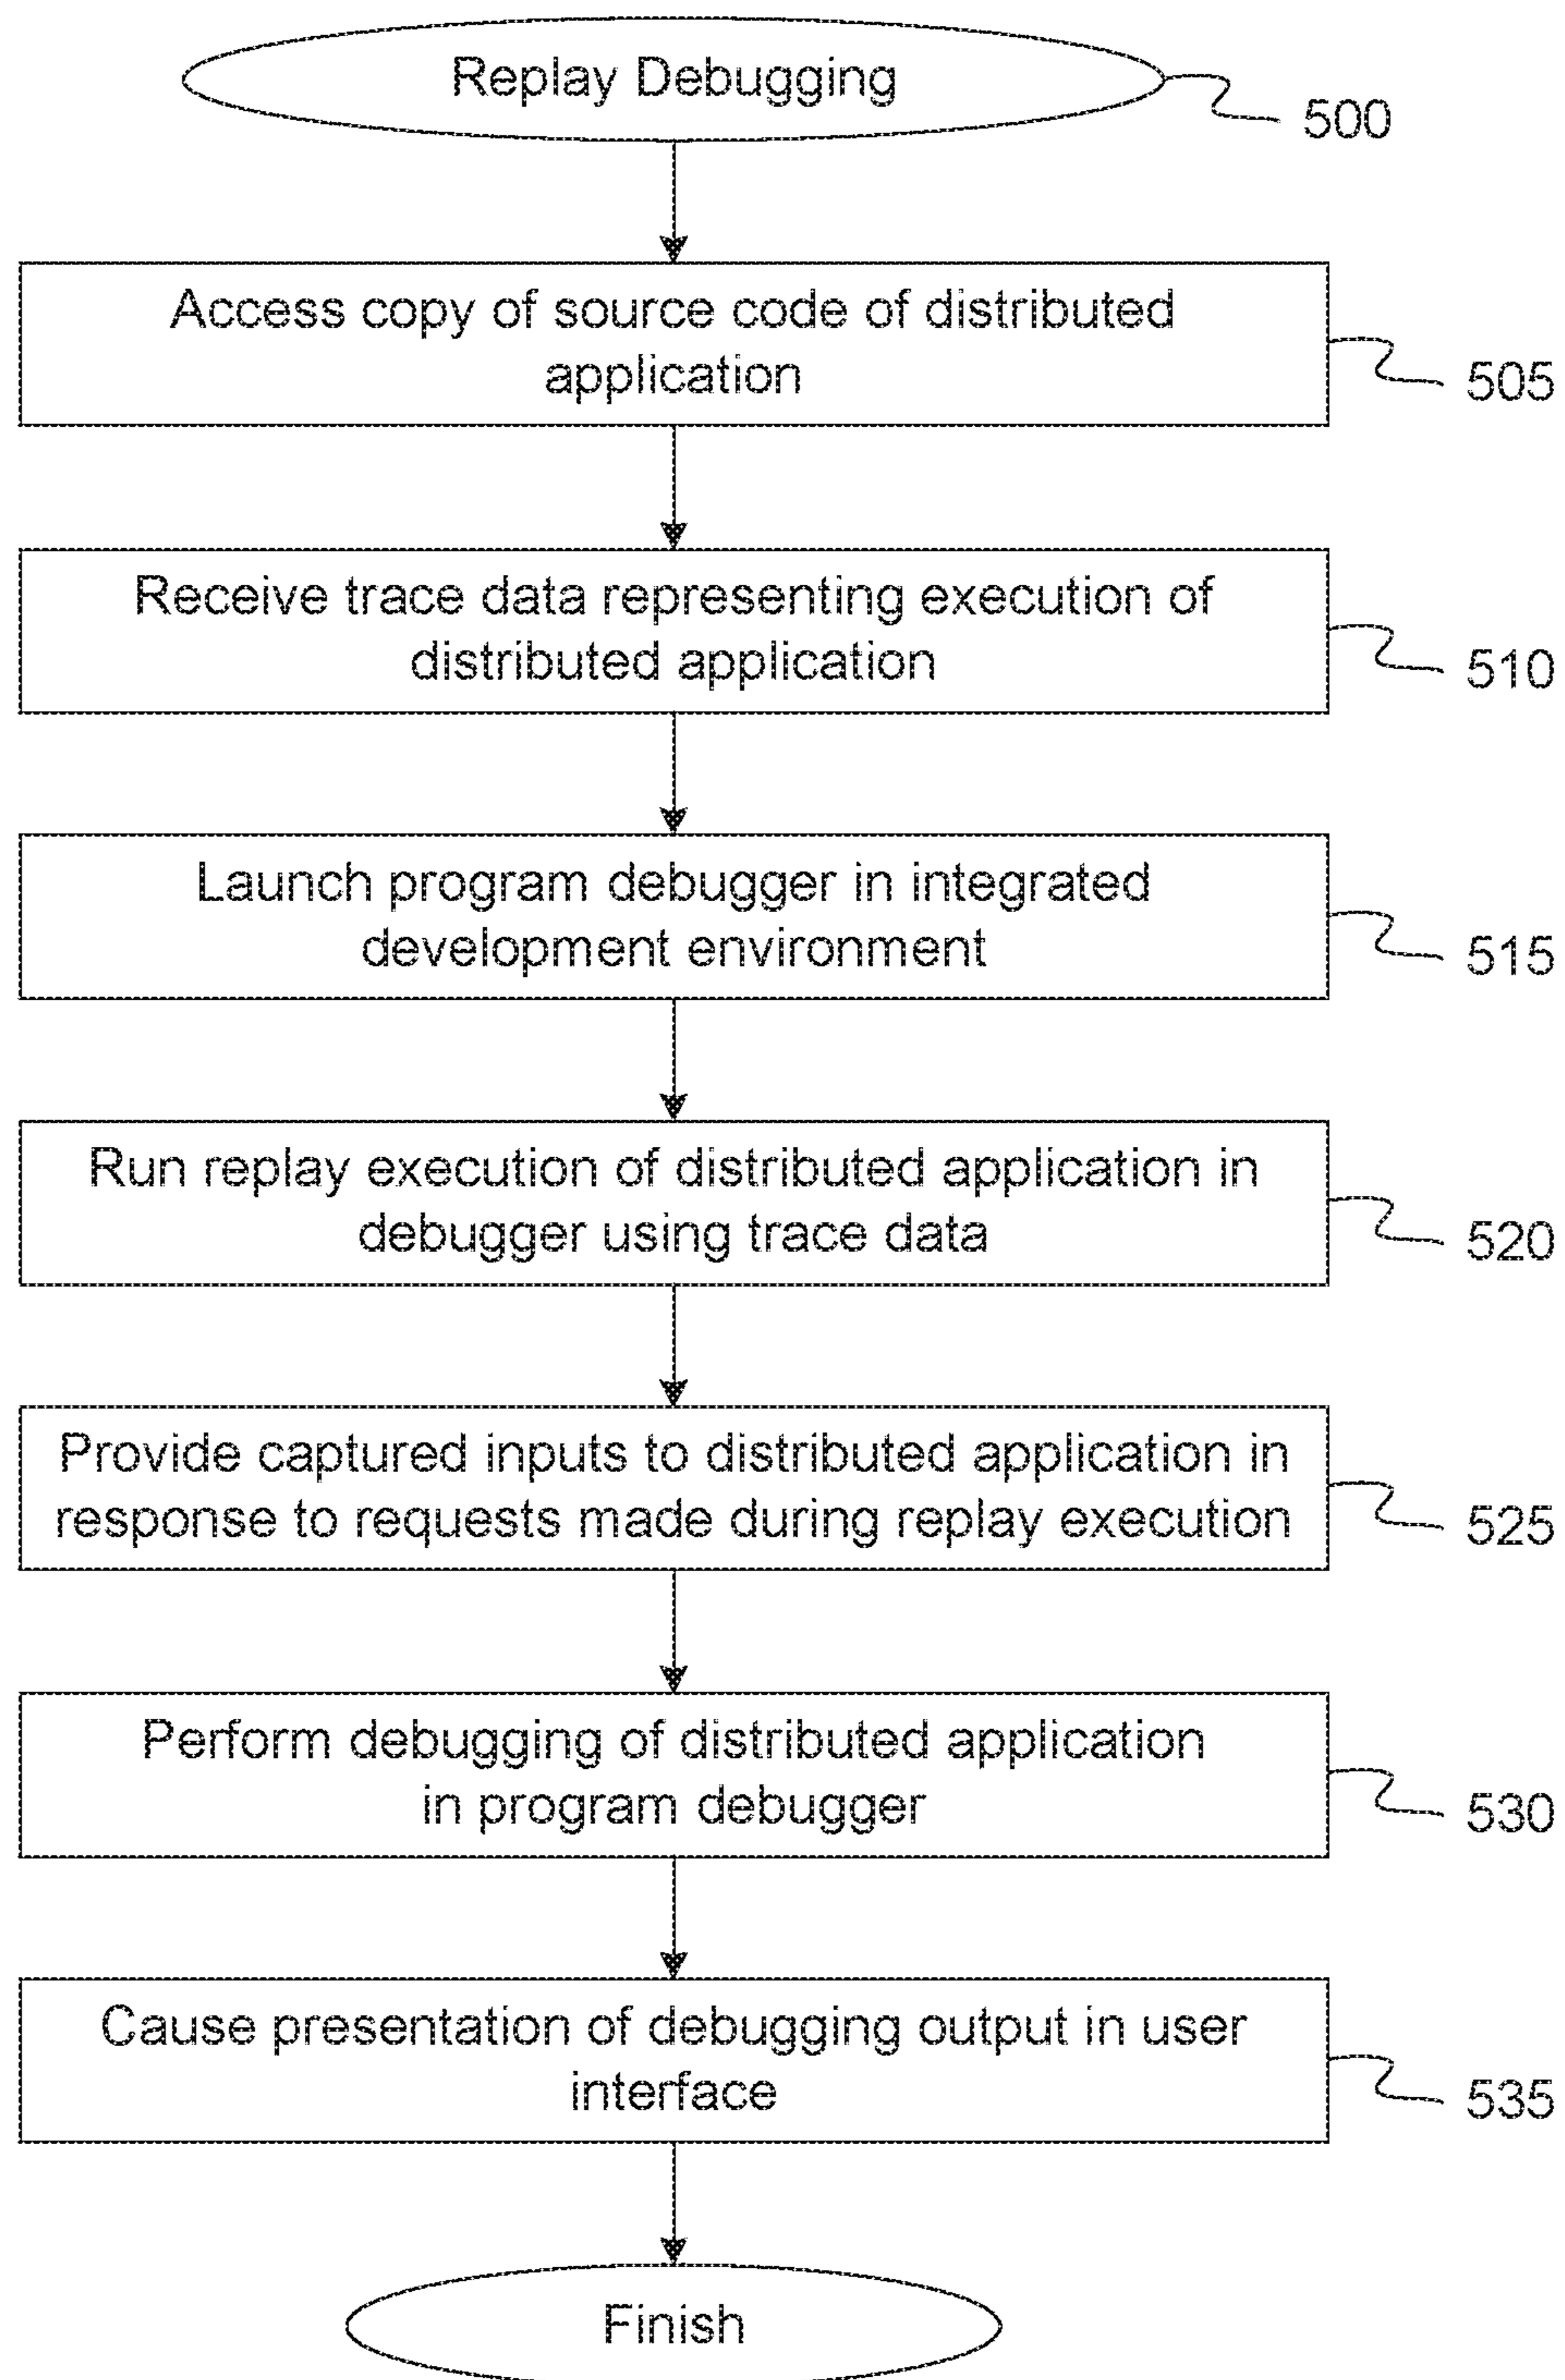 Replay Debugging
500
Access copy of source code of distributed
application
505
Receive trace data representing execution of
distributed application
510
Launch program debugger in integrated
development environment
515
Run replay execution of distributed application in
debugger using trace data
520
Provide captured inputs to distributed application in
response to requests made during replay execution
525
Perform debugging of distributed application
in program debugger
530
Cause presentation of debugging output in user
interface
535
Finish